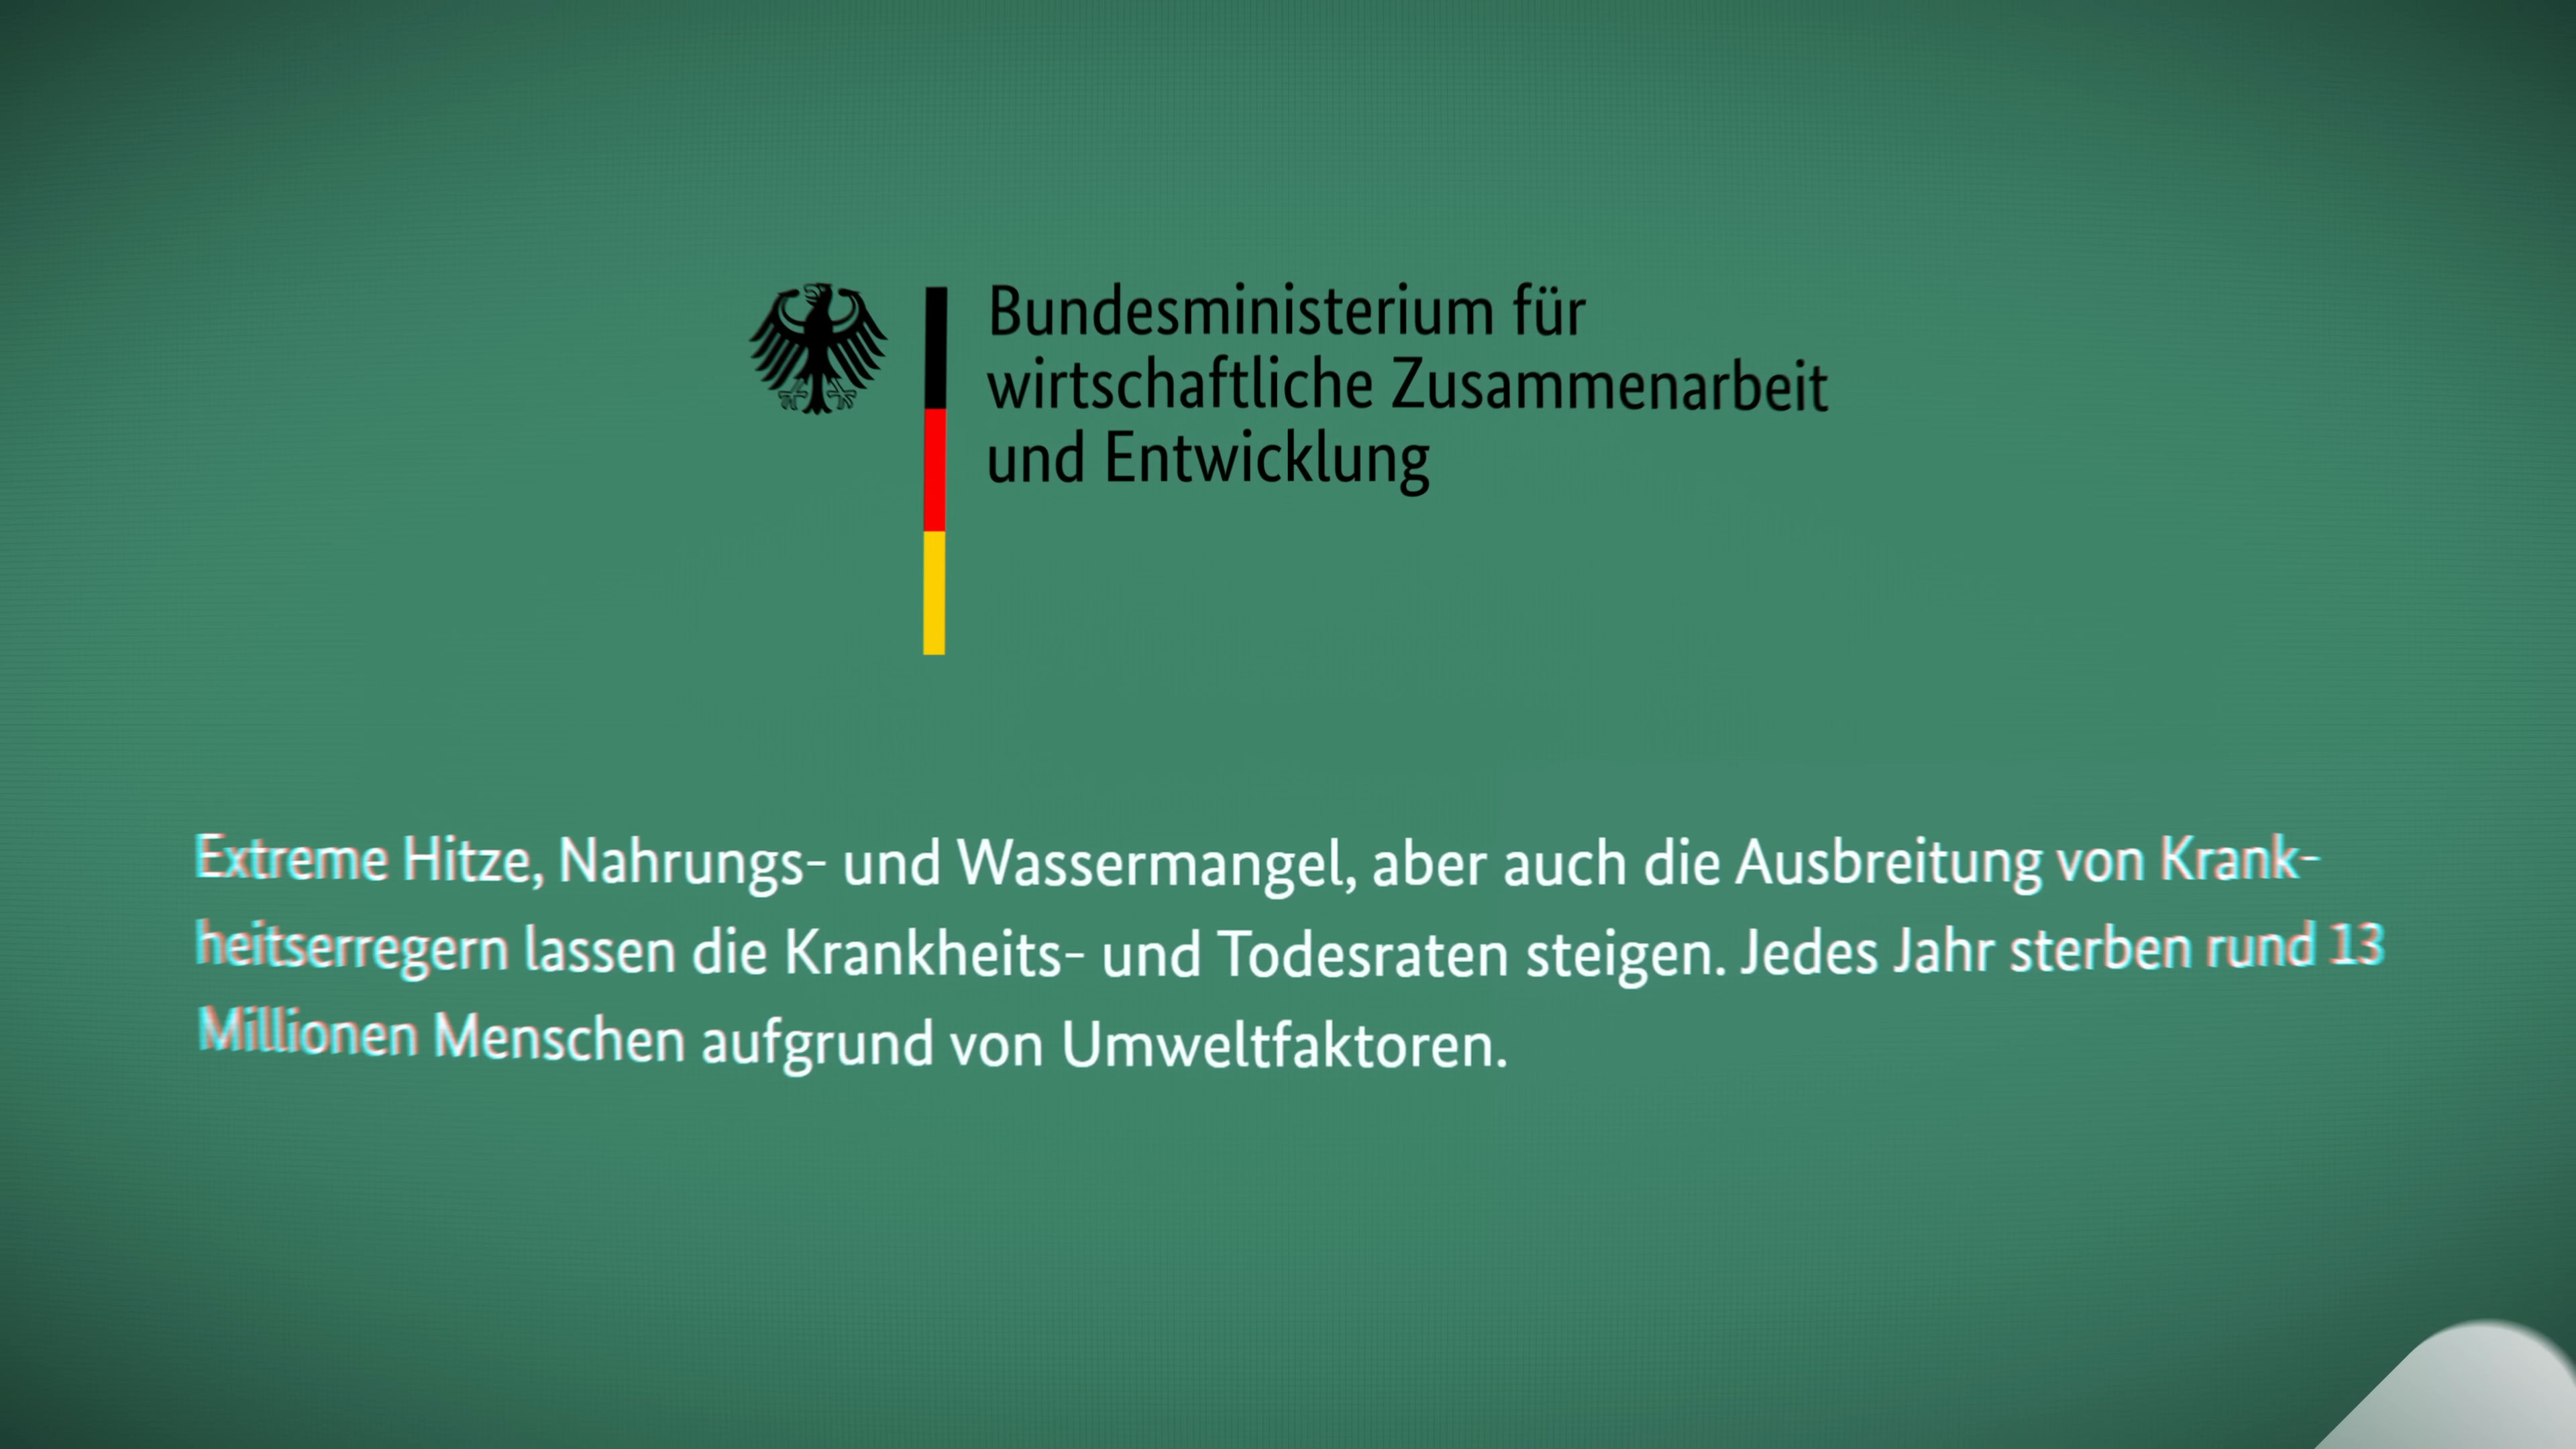 Bundesministerium für
wirtschaftliche Zusammenarbeit
und Entwicklung
Extreme Hitze, Nahrungs- und Wassermangel, aber auch die Ausbreitung von Krank-
heitserregern lassen die Krankheits- und Todesraten steigen. Jedes Jahr sterben rund 13
Millionen Menschen aufgrund von Umweltfaktoren.